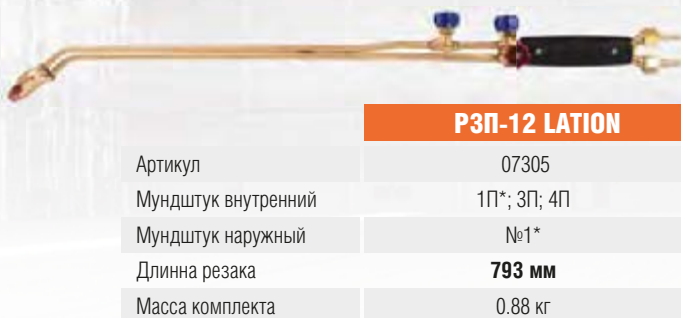 Р3П-12 LATION
Артикул 07305
Мундштук внутренний 1П*; 3П; 4П
Мундштук наружный №1*
Длинна резака 793 мм
Масса комплекта 0.88 кг